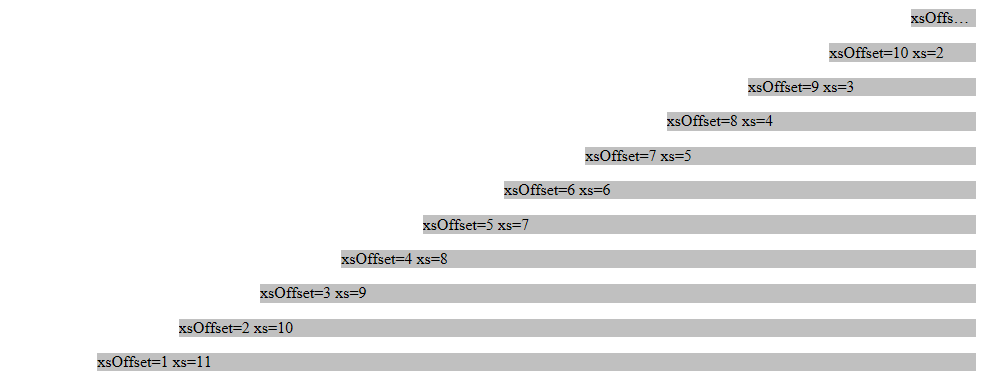 xsOffs…
xsOffset=10 xs=2
xsOffset=9 xs=3
xsOffset=8 xs=4
xsOffset=7 xs=5
xsOffset=6 xs=6
xsOffset=5 xs=7
xsOffset=4 xs=8
xsOffset=3 xs=9
xsOffset=2 xs=10
xsOffset=1 xs=11